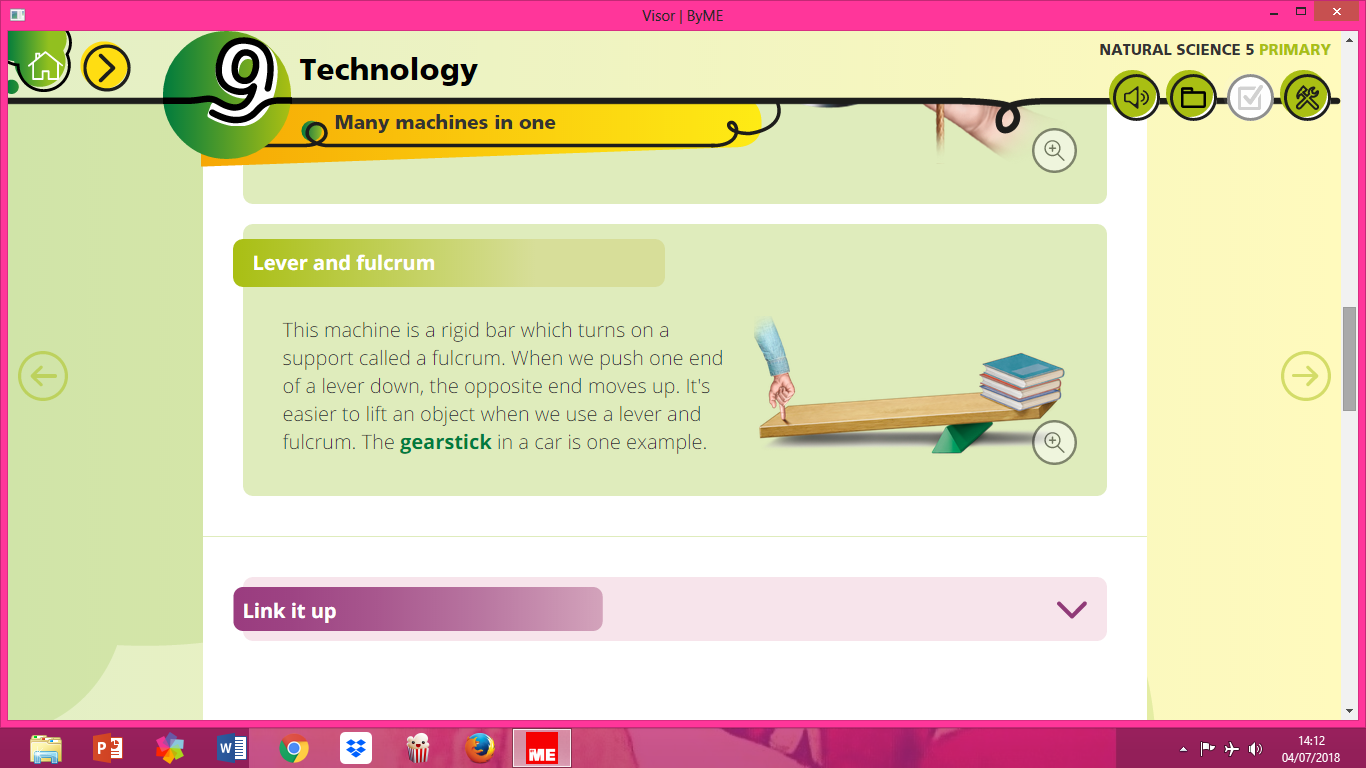 Visor | ByME
NATURAL SCIENCE 5 PRIMARY
9 Technology
Many machines in one
Lever and fulcrum
This machine is a rigid bar which turns on a
support called a fulcrum. When we push one end
of a lever down, the opposite end moves up. It's
easier to lift an object when we use a lever and
fulcrum. The gearstick in a car is one example.
Link it up
ME
14:12
04/07/2018